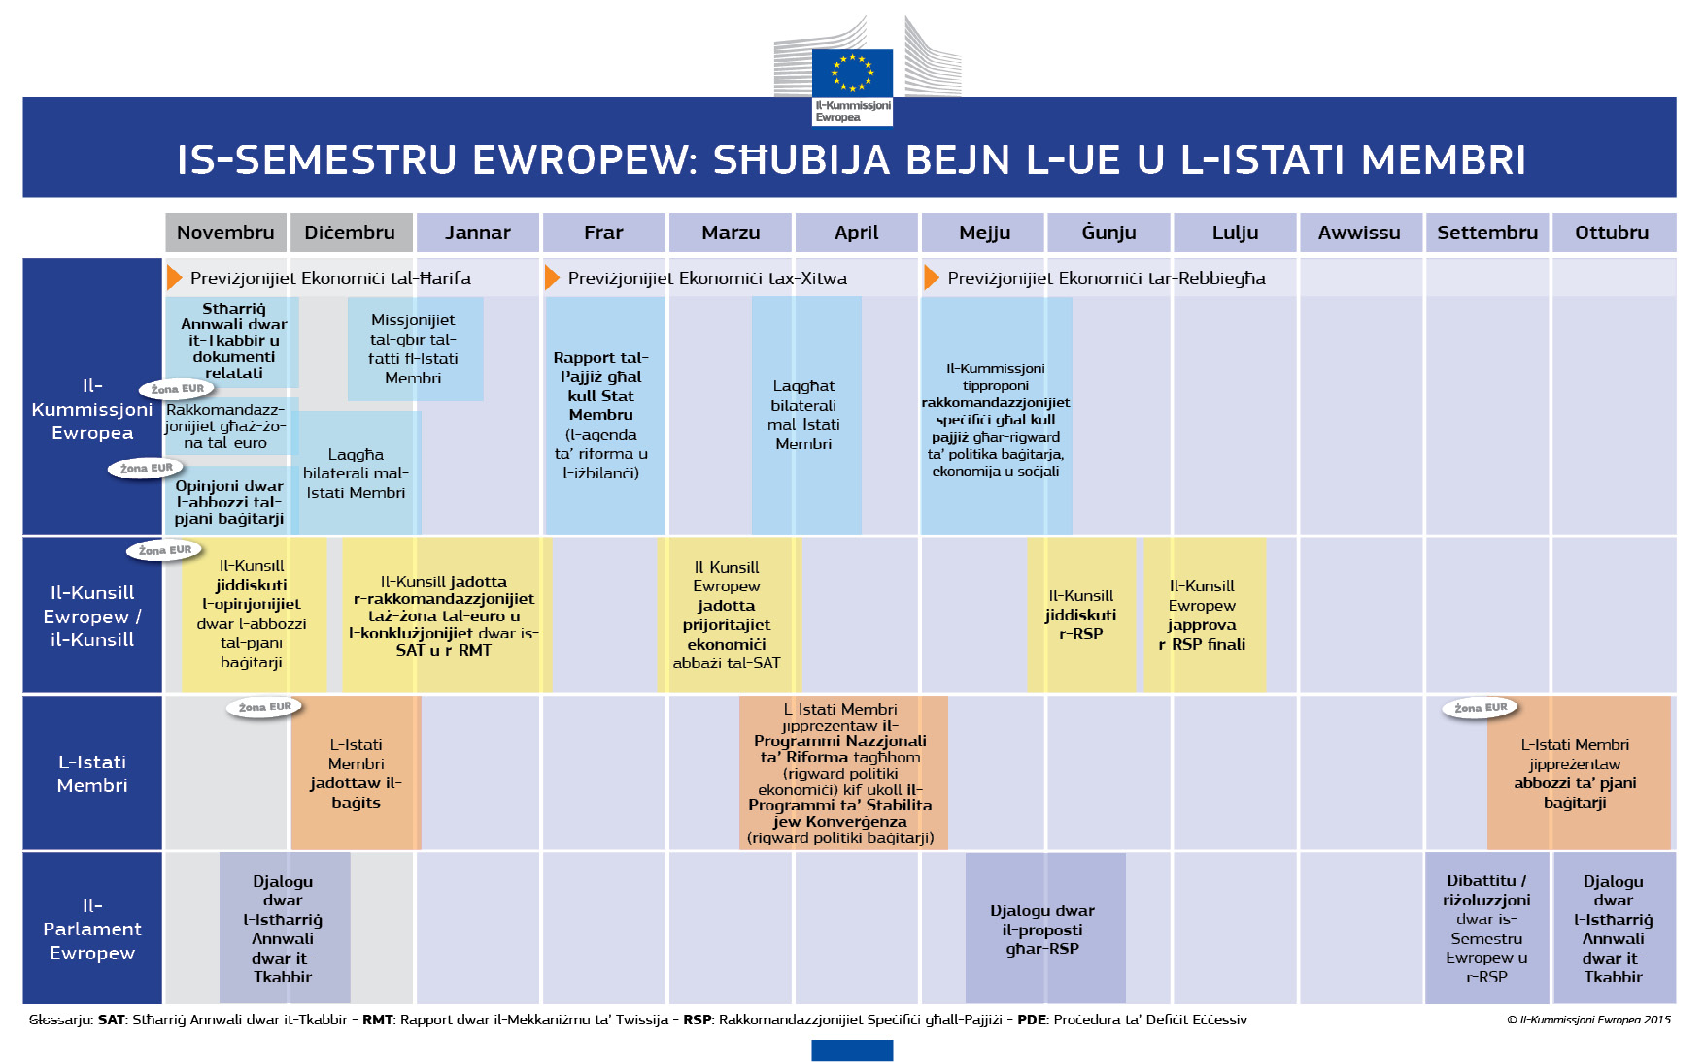 Il-Kummissjoni
Ewropea
IS-SEMESTRU EWROPEW: SĦUBIJA BEJN L-UE U L-ISTATI MEMBRI
Novembru Diċembru Jannar Frar Marzu April Mejju Ġunju Lulju Awwissu Settembru Ottubru
Il-
Kummissjoni
Ewropea
Previżjonijiet Ekonomiċi tal-Ħarifa
Previżjonijiet Ekonomiċi tax-Xitwa
Previżjonijiet Ekonomiċi tar-Rebbiegħa
Stħarriġ
Annwali dwar
it-Tkabbir u
dokumenti
relatati
Żona EUR
Rakkomandazz-
jonijiet għaż-żo-
na tal-euro
Żona EUR
Opinjoni dwar
l-abbozzi tal-
pjani baġitarji
Missjonijiet
tal-ġbir tal-
fatti fl-Istati
Membri
Laqgħa
bilaterali mal-
Istati Membri
Rapport tal-
Pajjiż għal
kull Stat
Membru
(l-aġenda
ta' riforma u
l-iżbilanċi)
Laqgħat
bilaterali
mal-Istati
Membri
Il-Kummissjoni
tipproponi
rakkomandazzjonijiet
speċifiċi għal kull
pajjiż għar-rigward
ta' politika baġitarja,
ekonomija u soċjali
Il-Kunsill
Ewropew /
il-Kunsill
Żona EUR
Il-Kunsill
jiddiskuti
l-opinjonijiet
dwar l-abbozzi
tal-pjani
baġitarji
Il-Kunsill jadotta
r-rakkomandazzjonijiet
taż-żona tal-euro u
l-konklużjonijiet dwar is-
SAT u r-RMT
Il-Kunsill
Ewropew
jadotta
prijoritajiet
ekonomiċi
abbażi tal-SAT
Il-Kunsill
jiddiskuti
r-RSP
Il-Kunsill
Ewropew
japprova
r-RSP finali
L-Istati
Membri
Żona EUR
L-Istati
Membri
jadottaw il-
baġits
L-Istati Membri
jippreżentaw il-
Programmi Nazzjonali
ta' Riforma tagħhom
(rigward politiki
ekonomiċi) kif ukoll il-
Programmi ta' Stabilita
jew Konverġenza
(rigward politiki baġitarji)
Żona EUR
L-Istati Membri
jippreżentaw
abbozzi ta' pjani
baġitarji
Il-
Parlament
Ewropew
Djalogu
dwar
l-Istħarriġ
Annwali
dwar it
Tkabbir
Djalogu dwar
il-proposti
għar-RSP
Dibattitu /
riżoluzzjoni
dwar is-
Semestru
Ewropew u
r-RSP
Djalogu
dwar
l-Istħarriġ
Annwali
dwar it
Tkabbir
Glossarju: SAT: Stħarriġ Annwali dwar it-Tkabbir - RMT: Rapport dwar il-Mekkaniżmu ta' Twissija - RSP: Rakkomandazzjonijiet Speċifiċi għall-Pajjiżi - PDE: Proċedura ta' Defiċit Eċċessiv
© Il-Kummissjoni Ewropea 2015